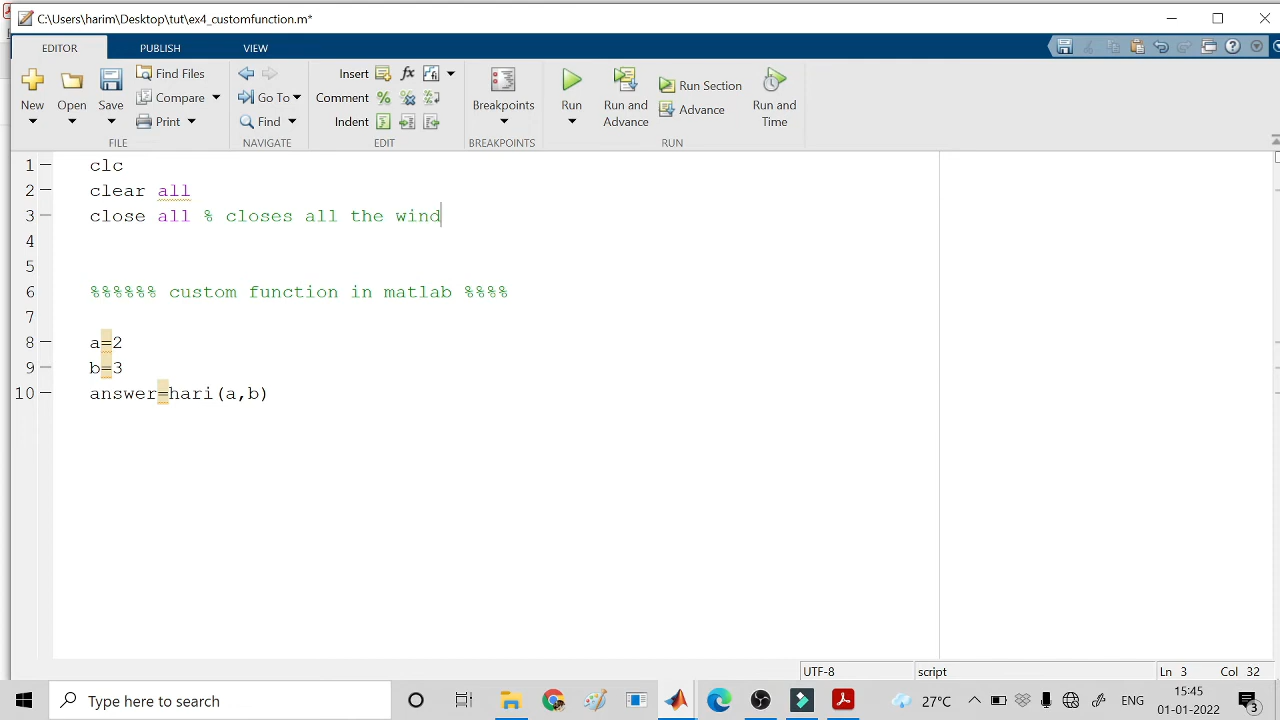 C:\Users\harim\Desktop\tut\ex4_customfunction.m*
EDITOR PUBLISH VIEW
New Open Save
Find Files
Compare
Print
Go To
Find
Insert
Comment
Indent
Breakpoints
Run
Run and Advance
Run Section
Advance
Run and Time
FILE NAVIGATE EDIT BREAKPOINTS RUN
1 clc
2 clear all
3 close all % closes all the wind
4
5
6 %%%%%% custom function in matlab %%%%
7
8 a=2
9 b=3
10 answer=hari(a,b)
UTF-8 script Ln 3 Col 32
Type here to search
27°C
ENG
15:45
01-01-2022
3